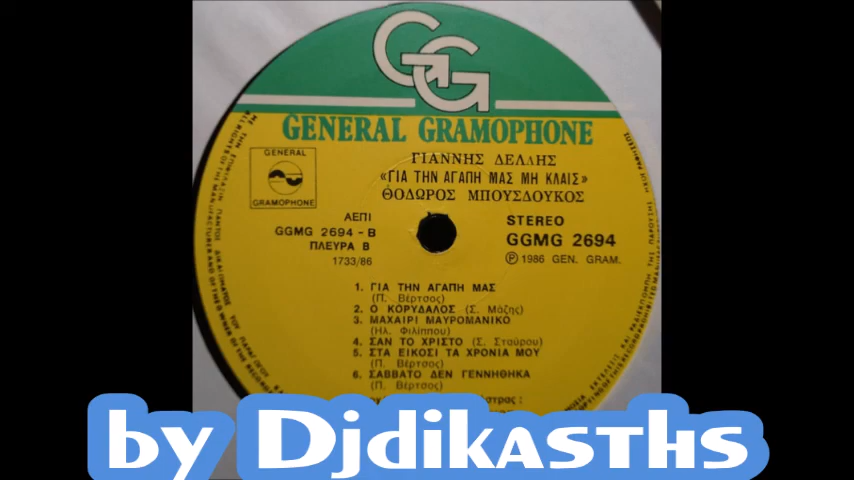 GG
GENERAL GRAMOPHONE
ΓΙΑΝΝΗΣ ΔΕΛΛΗΣ
«ΓΙΑ ΤΗΝ ΑΓΑΠΗ ΜΑΣ ΜΗ ΚΛΑΙΣ»
ΘΟΔΩΡΟΣ ΜΠΟΥΣΔΟΥΚΟΣ
GENERAL
GRAMOPHONE
ΑΕΠΙ
GGMG 2694 - B
ΠΛΕΥΡΑ Β
1733/86
STEREO
GGMG 2694
Ⓟ 1986 GEN. GRAM.
1. ΓΙΑ ΤΗΝ ΑΓΑΠΗ ΜΑΣ
(Π. Βέρτσος)
2. Ο ΚΟΡΥΔΑΛΟΣ (Σ. Μάζης)
3. ΜΑΧΑΙΡΙ ΜΑΥΡΟΜΑΝΙΚΟ
(Ηλ. Φιλίππου)
4. ΣΑΝ ΤΟ ΧΡΙΣΤΟ (Σ. Σταύρου)
5. ΣΤΑ ΕΙΚΟΣΙ ΤΑ ΧΡΟΝΙΑ ΜΟΥ
(Π. Βέρτσος)
6. ΣΑΒΒΑΤΟ ΔΕΝ ΓΕΝΝΗΘΗΚΑ
(Π. Βέρτσος)
by Djdikasths